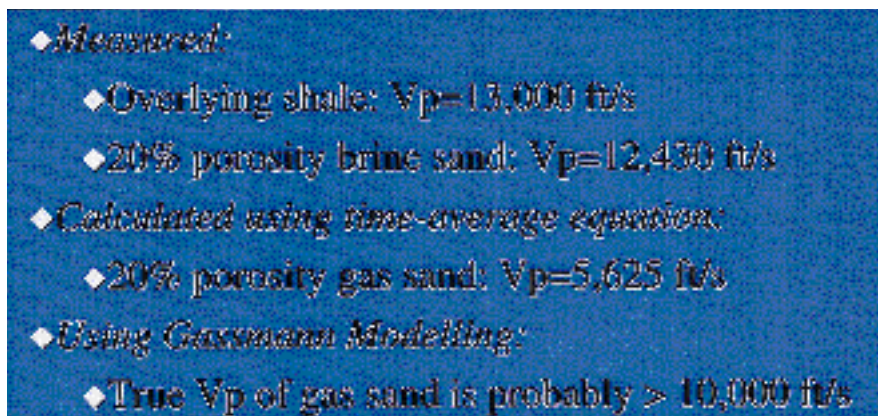 ◆Measured:
◆Overlying shale: Vp=13,000 ft/s
◆20% porosity brine sand: Vp=12,430 ft/s
◆Calculated using time-average equation:
◆20% porosity gas sand: Vp=5,625 ft/s
◆Using Gassmann Modelling:
◆True Vp of gas sand is probably > 10,000 ft/s